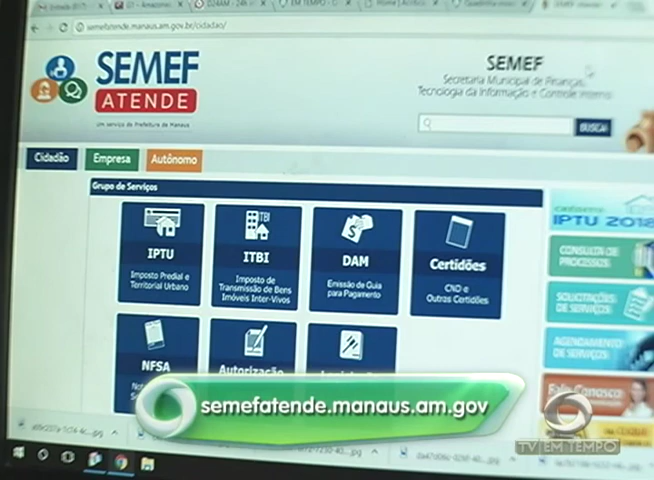 semefatende.manaus.am.gov.br/cidadao/
SEMEF
ATENDE
Um serviço da Prefeitura de Manaus
SEMEF
Secretaria Municipal de Finanças,
Tecnologia da Informação e Controle Interno
BUSCAR
Cidadão
Empresa
Autônomo
Grupo de Serviços
IPTU
Imposto Predial e
Territorial Urbano
ITBI
ITBI
Imposto de
Transmissão de Bens
Imóveis Inter-Vivos
DAM
Emissão de Guia
para Pagamento
Certidões
CND e
Outras Certidões
IPTU 2018
CONSULTA DE
PROCESSOS
SOLICITAÇÕES
DE SERVIÇOS
AGENDAMENTO
DE SERVIÇOS
Fale Conosco
NFSA
Autorização
semefatende.manaus.am.gov
TV EM TEMPO